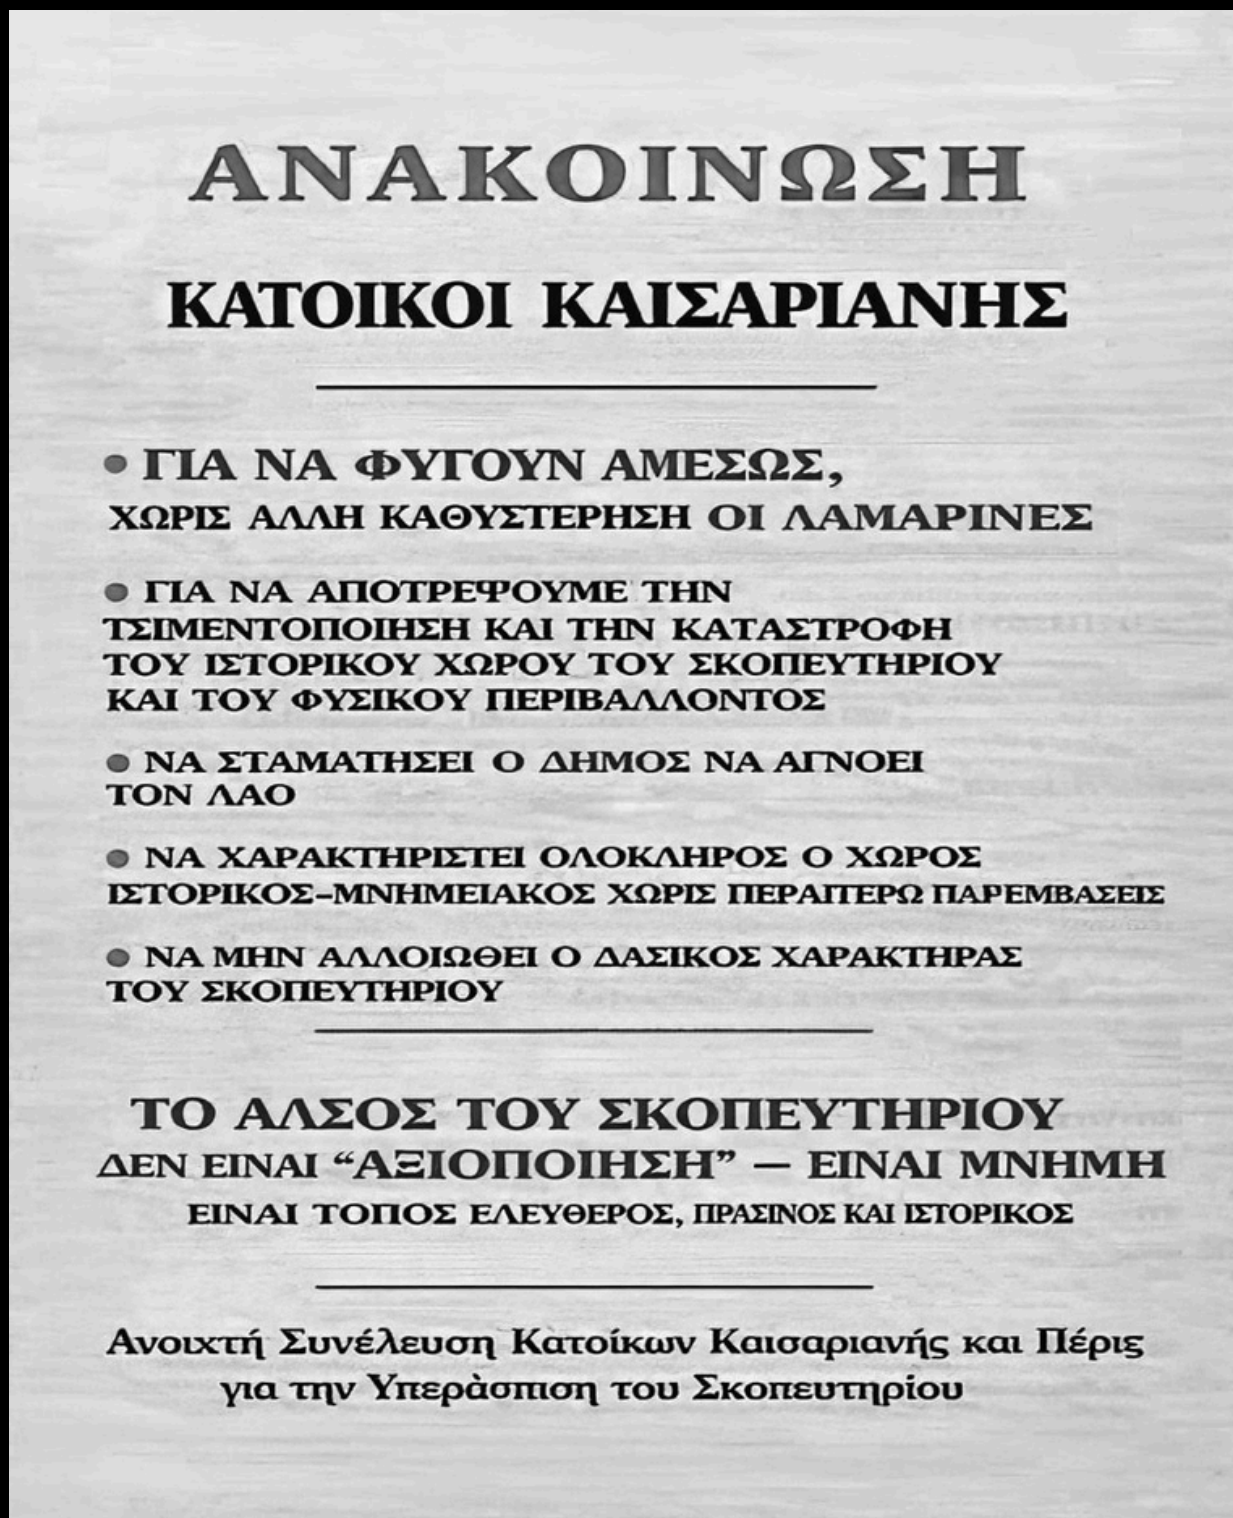 ΑΝΑΚΟΙΝΩΣΗ
ΚΑΤΟΙΚΟΙ ΚΑΙΣΑΡΙΑΝΗΣ
• ΓΙΑ ΝΑ ΦΥΓΟΥΝ ΑΜΕΣΩΣ,
ΧΩΡΙΣ ΑΛΛΗ ΚΑΘΥΣΤΕΡΗΣΗ ΟΙ ΛΑΜΑΡΙΝΕΣ
• ΓΙΑ ΝΑ ΑΠΟΤΡΕΨΟΥΜΕ ΤΗΝ
ΤΣΙΜΕΝΤΟΠΟΙΗΣΗ ΚΑΙ ΤΗΝ ΚΑΤΑΣΤΡΟΦΗ
ΤΟΥ ΙΣΤΟΡΙΚΟΥ ΧΩΡΟΥ ΤΟΥ ΣΚΟΠΕΥΤΗΡΙΟΥ
ΚΑΙ ΤΟΥ ΦΥΣΙΚΟΥ ΠΕΡΙΒΑΛΛΟΝΤΟΣ
• ΝΑ ΣΤΑΜΑΤΗΣΕΙ Ο ΔΗΜΟΣ ΝΑ ΑΓΝΟΕΙ
ΤΟΝ ΛΑΟ
• ΝΑ ΧΑΡΑΚΤΗΡΙΣΤΕΙ ΟΛΟΚΛΗΡΟΣ Ο ΧΩΡΟΣ
ΙΣΤΟΡΙΚΟΣ-ΜΝΗΜΕΙΑΚΟΣ ΧΩΡΙΣ ΠΕΡΑΙΤΕΡΩ ΠΑΡΕΜΒΑΣΕΙΣ
• ΝΑ ΜΗΝ ΑΛΛΟΙΩΘΕΙ Ο ΔΑΣΙΚΟΣ ΧΑΡΑΚΤΗΡΑΣ
ΤΟΥ ΣΚΟΠΕΥΤΗΡΙΟΥ
ΤΟ ΑΛΣΟΣ ΤΟΥ ΣΚΟΠΕΥΤΗΡΙΟΥ
ΔΕΝ ΕΙΝΑΙ “ΑΞΙΟΠΟΙΗΣΗ” — ΕΙΝΑΙ ΜΝΗΜΗ
ΕΙΝΑΙ ΤΟΠΟΣ ΕΛΕΥΘΕΡΟΣ, ΠΡΑΣΙΝΟΣ ΚΑΙ ΙΣΤΟΡΙΚΟΣ
Ανοιχτή Συνέλευση Κατοίκων Καισαριανής και Πέριξ
για την Υπερὰσπιση του Σκοπευτηρίου